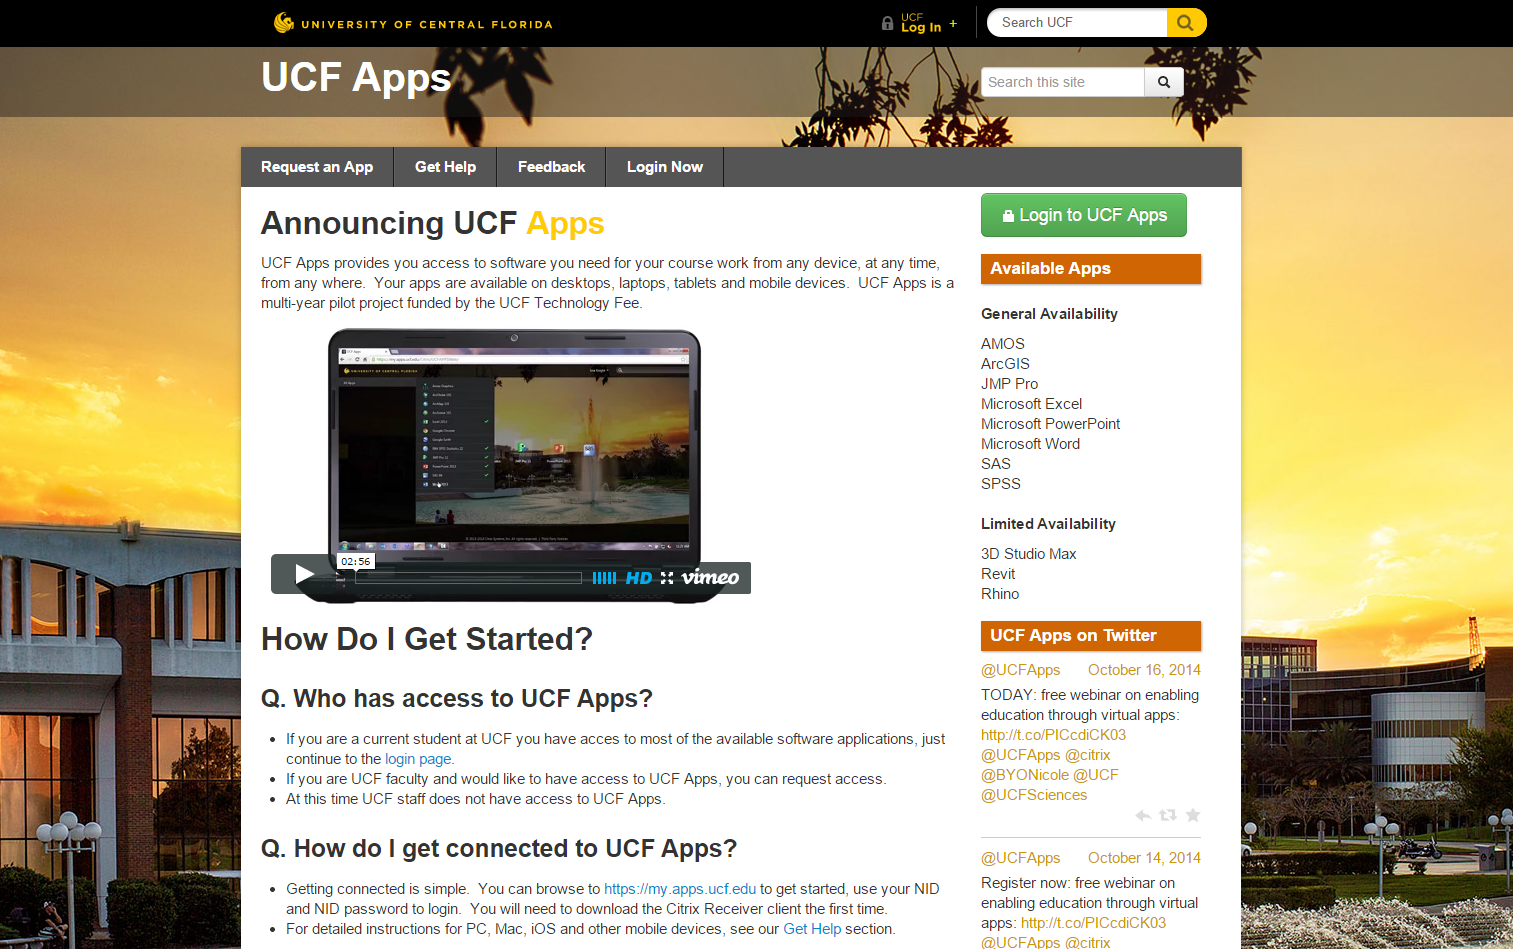 UNIVERSITY OF CENTRAL FLORIDA
UCF
Log In +
Search UCF
UCF Apps
Search this site
Request an App
Get Help
Feedback
Login Now
Announcing UCF Apps
UCF Apps provides you access to software you need for your course work from any device, at any time,
from any where.  Your apps are available on desktops, laptops, tablets and mobile devices.  UCF Apps is a
multi-year pilot project funded by the UCF Technology Fee.
UNIVERSITY OF CENTRAL FLORIDA
02:56
HD
vimeo
How Do I Get Started?
Q. Who has access to UCF Apps?
If you are a current student at UCF you have acces to most of the available software applications, just
continue to the login page.
If you are UCF faculty and would like to have access to UCF Apps, you can request access.
At this time UCF staff does not have access to UCF Apps.
Q. How do I get connected to UCF Apps?
Getting connected is simple.  You can browse to https://my.apps.ucf.edu to get started, use your NID
and NID password to login.  You will need to download the Citrix Receiver client the first time.
For detailed instructions for PC, Mac, iOS and other mobile devices, see our Get Help section.
Login to UCF Apps
Available Apps
General Availability
AMOS
ArcGIS
JMP Pro
Microsoft Excel
Microsoft PowerPoint
Microsoft Word
SAS
SPSS
Limited Availability
3D Studio Max
Revit
Rhino
UCF Apps on Twitter
@UCFApps October 16, 2014
TODAY: free webinar on enabling
education through virtual apps:
http://t.co/PICcdiCK03
@UCFApps @citrix
@BYONicole @UCF
@UCFSciences
@UCFApps October 14, 2014
Register now: free webinar on
enabling education through virtual
apps: http://t.co/PICcdiCK03
@UCFApps @citrix